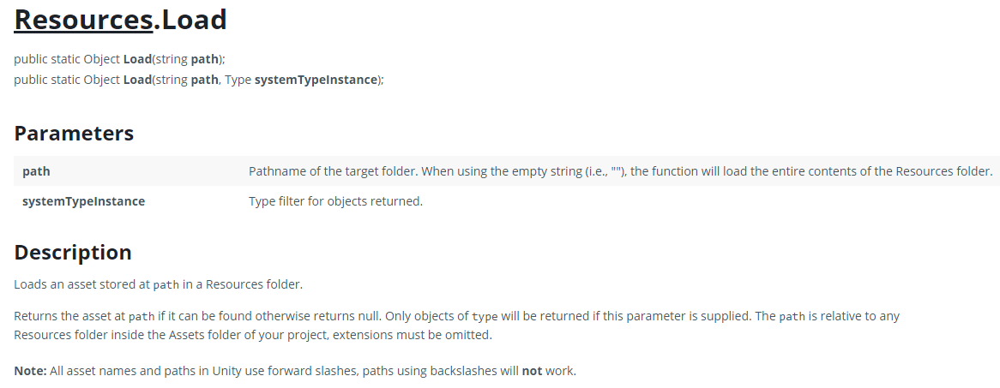 Resources.Load
public static Object Load(string path);
public static Object Load(string path, Type systemTypeInstance);
Parameters
path Pathname of the target folder. When using the empty string (i.e., ""), the function will load the entire contents of the Resources folder.
systemTypeInstance Type filter for objects returned.
Description
Loads an asset stored at path in a Resources folder.
Returns the asset at path if it can be found otherwise returns null. Only objects of type will be returned if this parameter is supplied. The path is relative to any
Resources folder inside the Assets folder of your project, extensions must be omitted.
Note: All asset names and paths in Unity use forward slashes, paths using backslashes will not work.